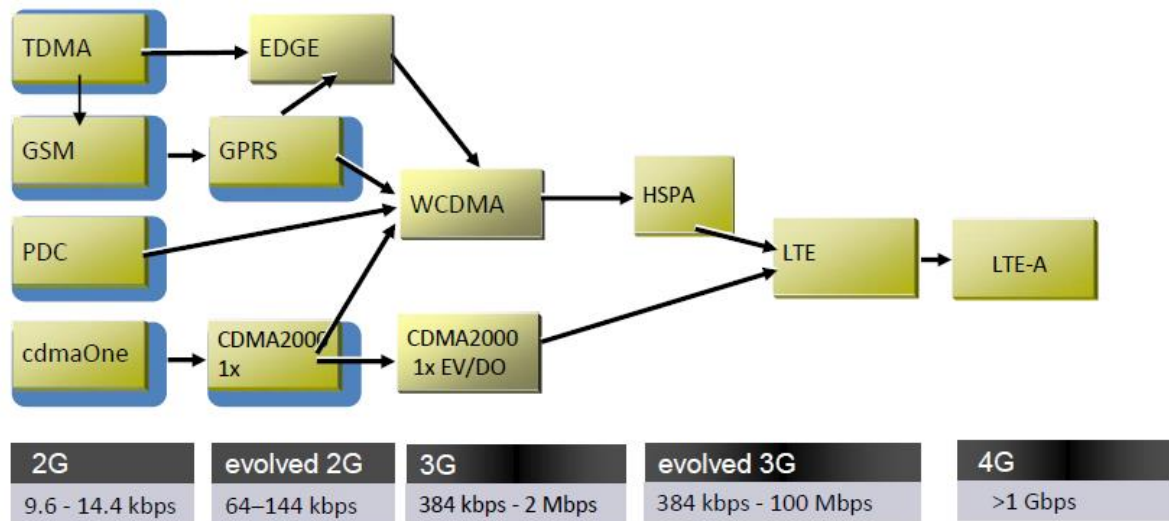 TDMA
EDGE
GSM
GPRS
WCDMA
HSPA
PDC
LTE
LTE-A
cdmaOne
CDMA2000
1x
CDMA2000
1x EV/DO
2G
evolved 2G
3G
evolved 3G
4G
9.6 - 14.4 kbps
64–144 kbps
384 kbps - 2 Mbps
384 kbps - 100 Mbps
>1 Gbps